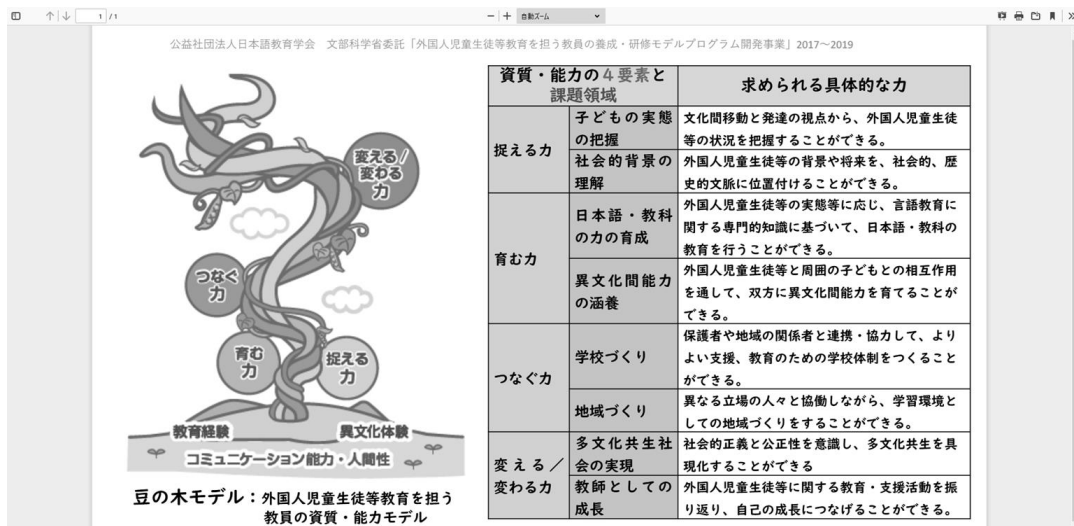 1 / 1
自動ズーム
公益社団法人日本語教育学会 文部科学省委託「外国人児童生徒等教育を担う教員の養成・研修モデルプログラム開発事業」2017～2019
変える/
変わる
力
つなぐ
力
育む
力
捉える
力
教育経験
異文化体験
コミュニケーション能力・人間性
豆の木モデル：外国人児童生徒等教育を担う
教員の資質・能力モデル
資質・能力の４要素と
課題領域
求められる具体的な力
捉える力
子どもの実態
の把握
文化間移動と発達の視点から、外国人児童生徒
等の状況を把握することができる。
社会的背景の
理解
外国人児童生徒等の背景や将来を、社会的、歴
史的文脈に位置付けることができる。
育む力
日本語・教科
の力の育成
外国人児童生徒等の実態等に応じ、言語教育に
関する専門的知識に基づいて、日本語・教科の
教育を行うことができる。
異文化間能力
の涵養
外国人児童生徒等と周囲の子どもとの相互作用
を通して、双方に異文化間能力を育てることが
できる。
つなぐ力
学校づくり
保護者や地域の関係者と連携・協力して、より
よい支援、教育のための学校体制をつくること
ができる。
地域づくり
異なる立場の人々と協働しながら、学習環境と
しての地域づくりをすることができる。
変える／
変わる力
多文化共生社
会の実現
社会的正義と公正性を意識し、多文化共生を具
現化することができる
教師としての
成長
外国人児童生徒等に関する教育・支援活動を振
り返り、自己の成長につなげることができる。